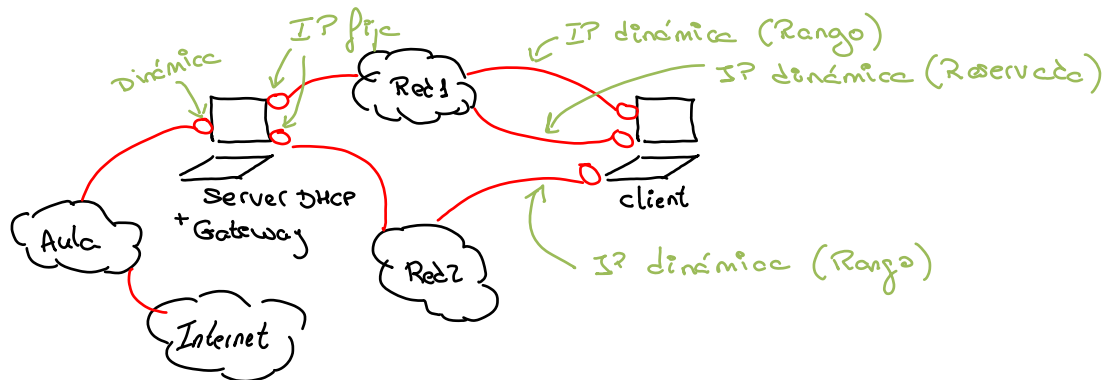 IP fija
IP dinámica (Rango)
IP dinámica (Reservada)
Dinámica
Red1
Server DHCP
+ Gateway
client
Aula
Red2
IP dinámica (Rango)
Internet